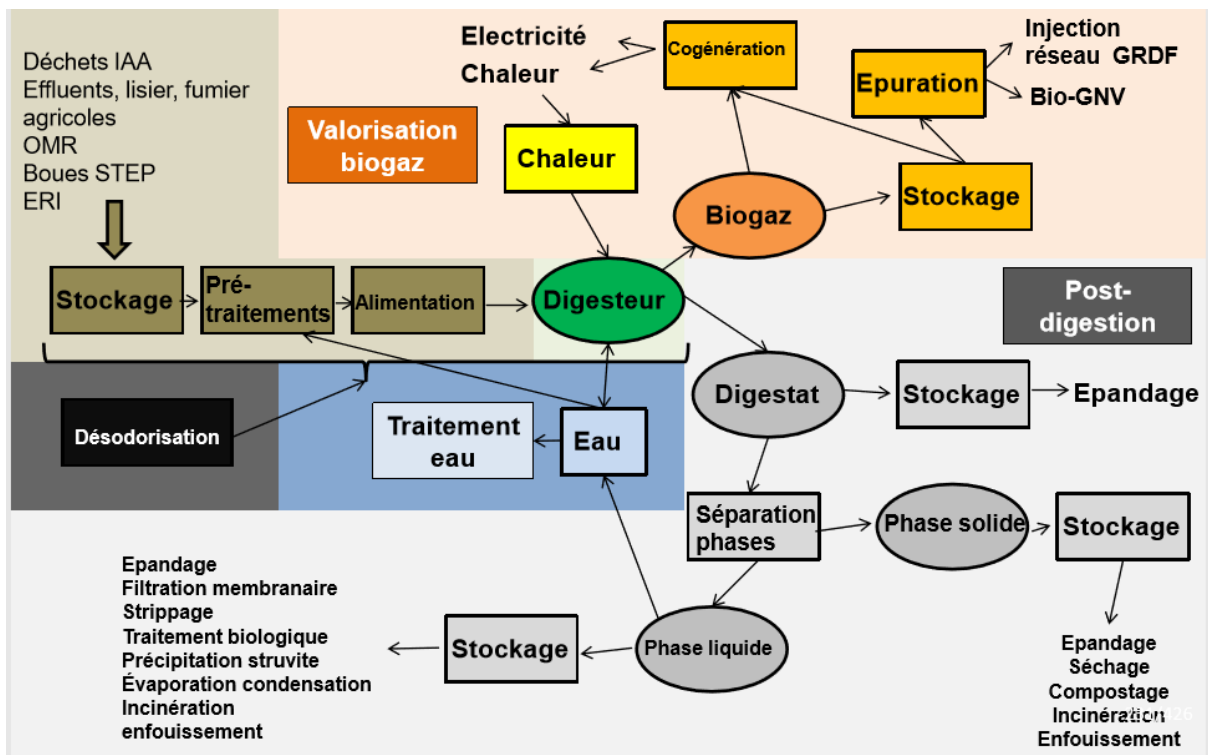 Déchets IAA
Effluents, lisier, fumier
agricoles
OMR
Boues STEP
ERI
Electricité
Chaleur
Cogénération
Injection
réseau GRDF
Epuration
Bio-GNV
Valorisation
biogaz
Chaleur
Biogaz
Stockage
Stockage
Pré-
traitements
Alimentation
Digesteur
Post-
digestion
Digestat
Stockage
Epandage
Désodorisation
Traitement
eau
Eau
Séparation
phases
Phase solide
Stockage
Epandage
Filtration membranaire
Strippage
Traitement biologique
Précipitation struvite
Évaporation condensation
Incinération
enfouissement
Stockage
Phase liquide
Epandage
Séchage
Compostage
Incinération
Enfouissement